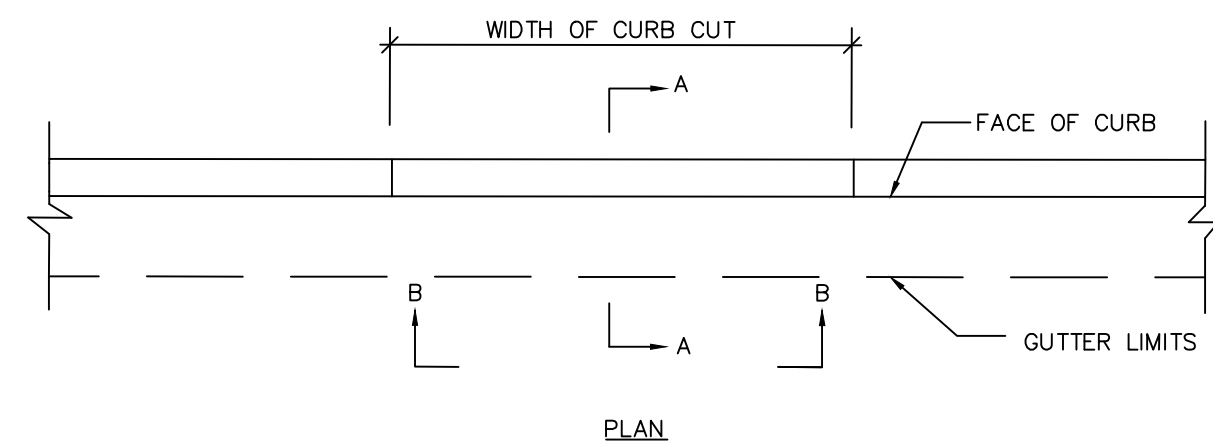 WIDTH OF CURB CUT
A
FACE OF CURB
B
B
A
GUTTER LIMITS
PLAN